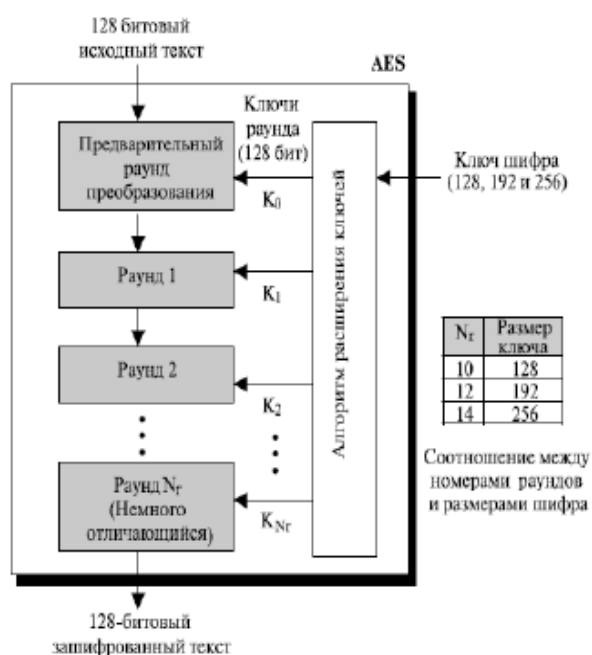 128 битовый
исходный текст
AES
Ключи
раунда
(128 бит)
Предварительный
раунд
преобразования
K₀
Ключ шифра
(128, 192 и 256)
Алгоритм расширения ключей
Раунд 1
K₁
Раунд 2
K₂
Раунд Nᵣ
(Немного
отличающийся)
K_Nr
Nᵣ Размер ключа
10 128
12 192
14 256
Соотношение между
номерами раундов
и размерами шифра
128-битовый
зашифрованный текст